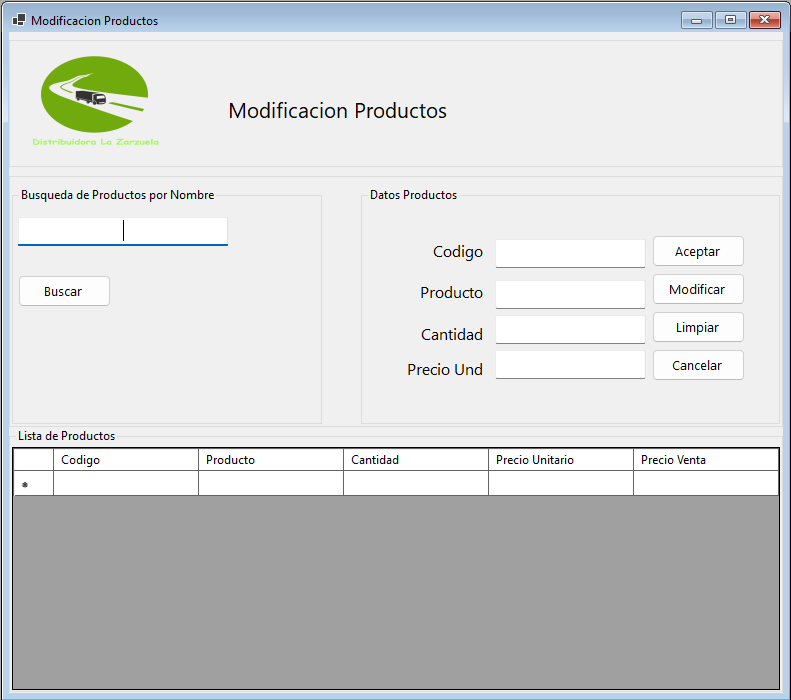 Modificacion Productos
Distribuidora La Zarzuela
Modificacion Productos
Busqueda de Productos por Nombre
Buscar
Datos Productos
Codigo
Aceptar
Producto
Modificar
Cantidad
Limpiar
Precio Und
Cancelar
Lista de Productos
Codigo Producto Cantidad Precio Unitario Precio Venta